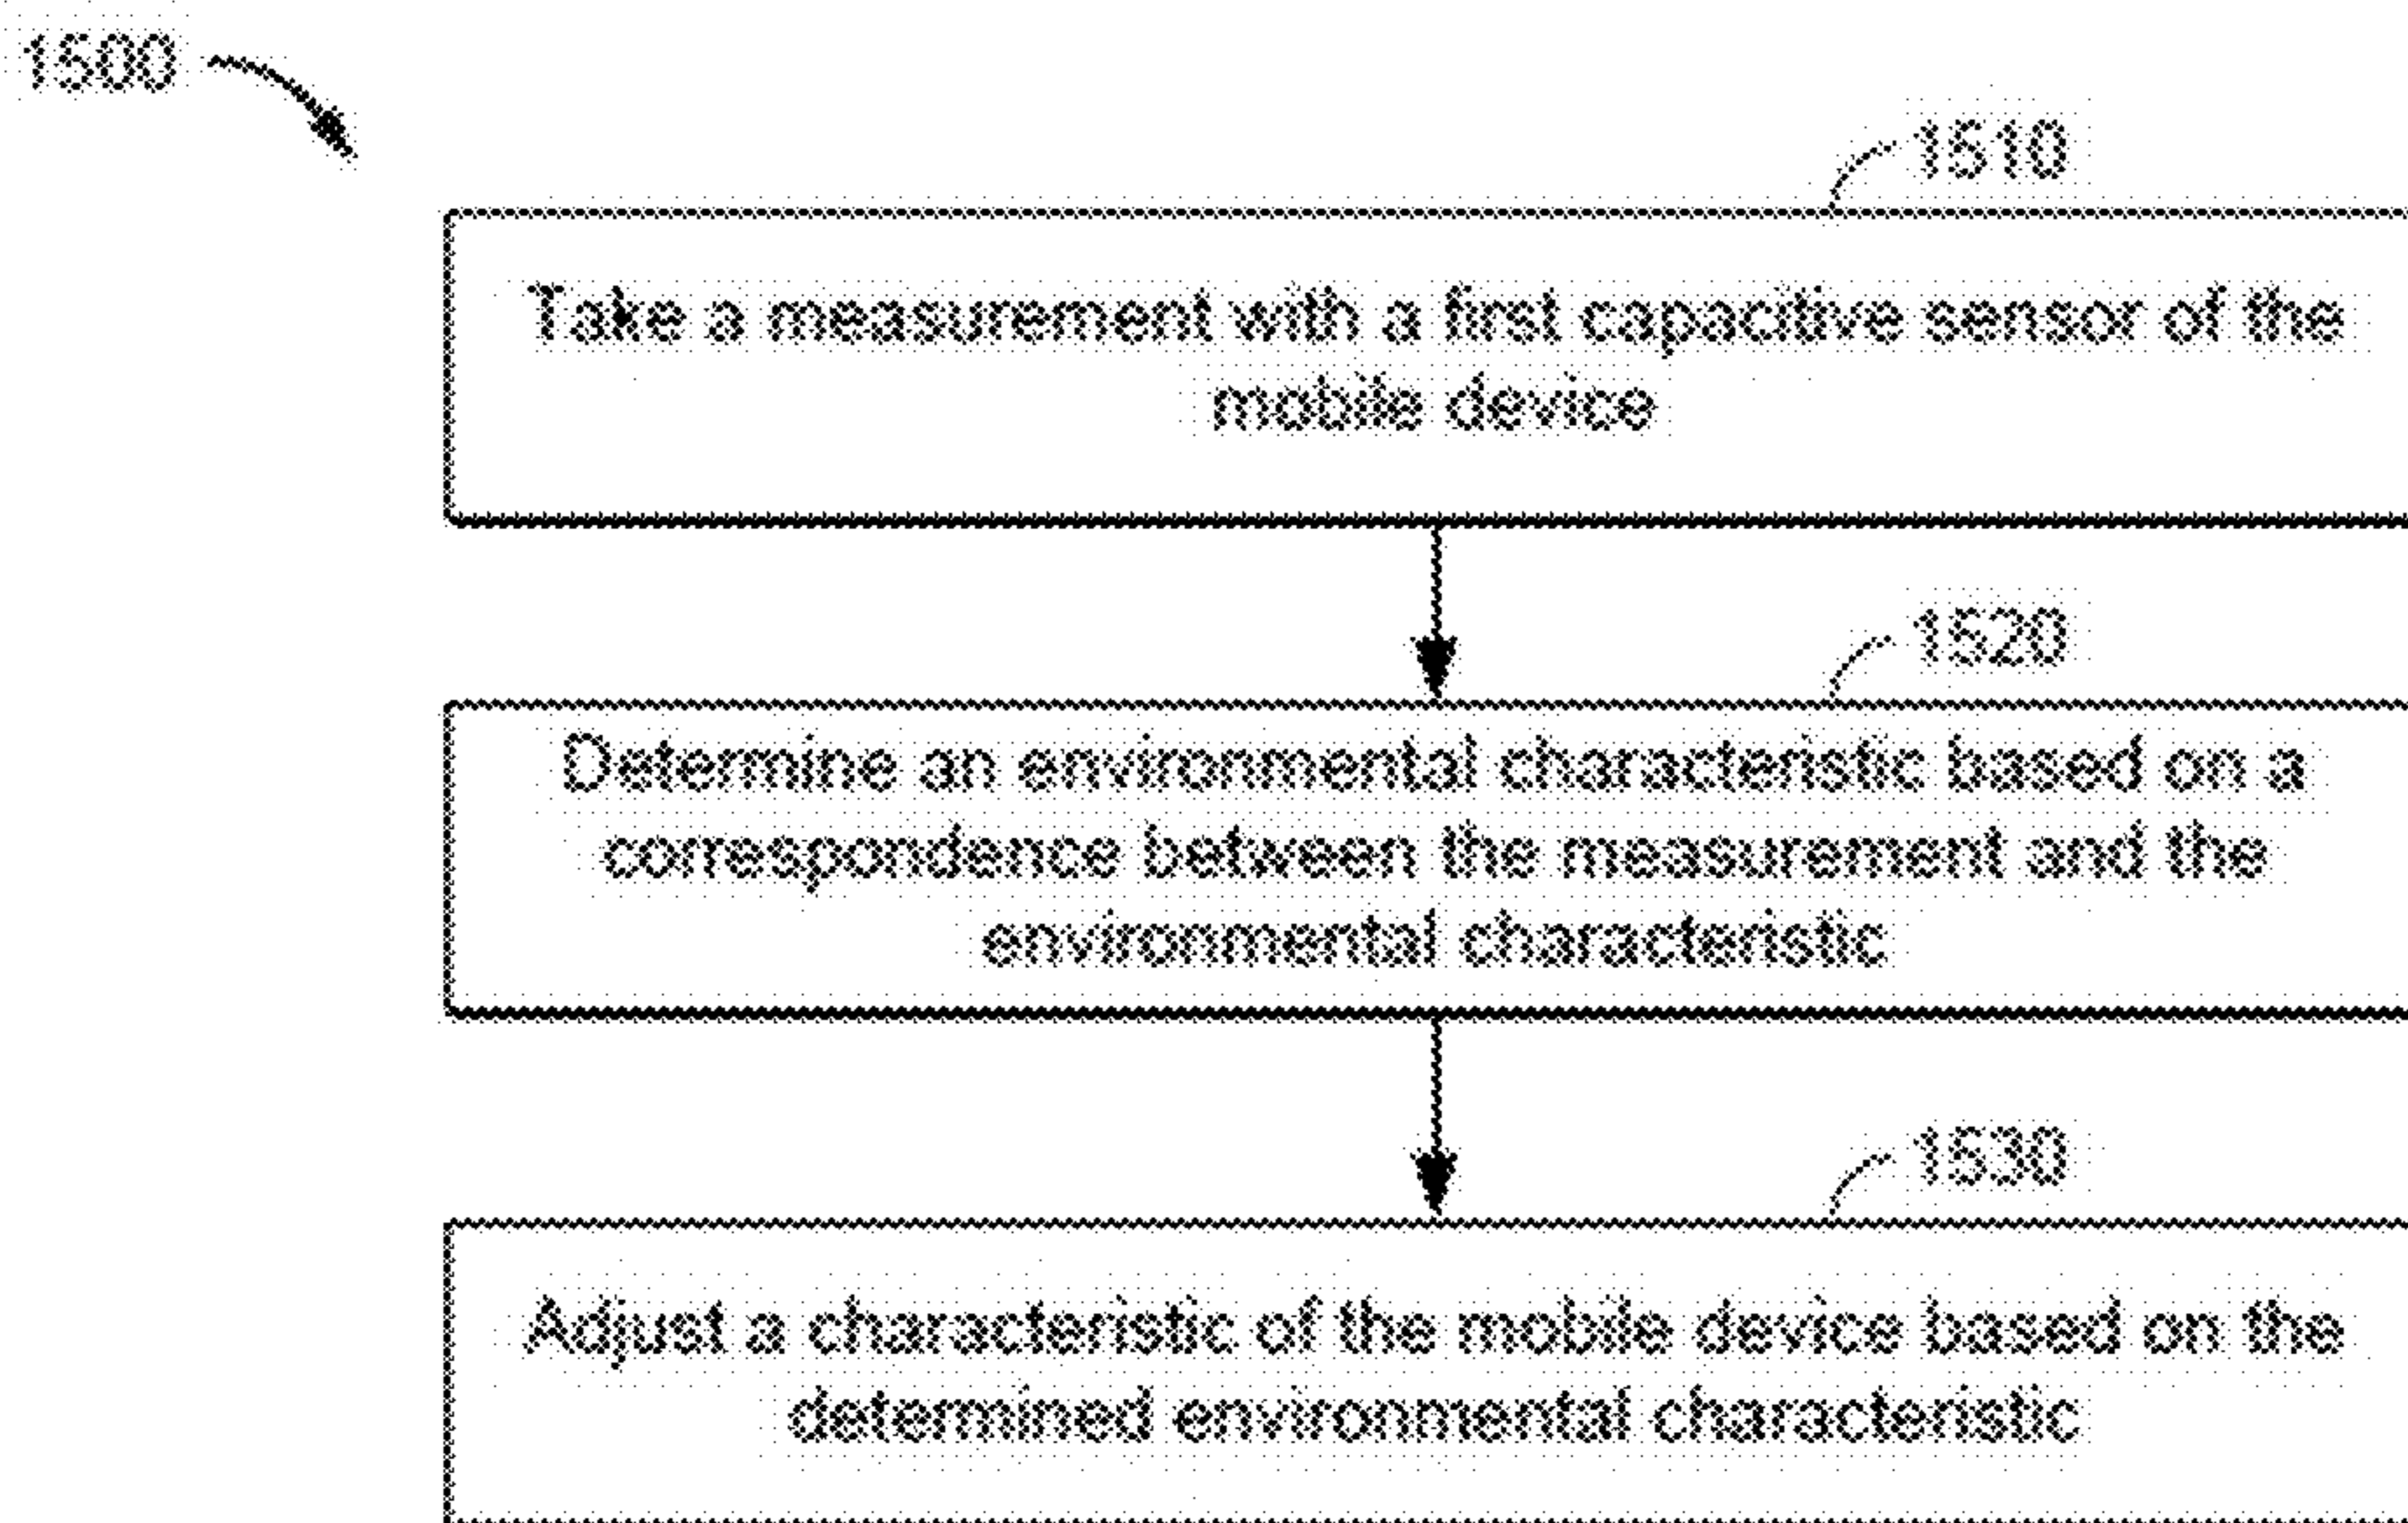 1500
1510
Take a measurement with a first capacitive sensor of the
mobile device
1520
Determine an environmental characteristic based on a
correspondence between the measurement and the
environmental characteristic
1530
Adjust a characteristic of the mobile device based on the
determined environmental characteristic